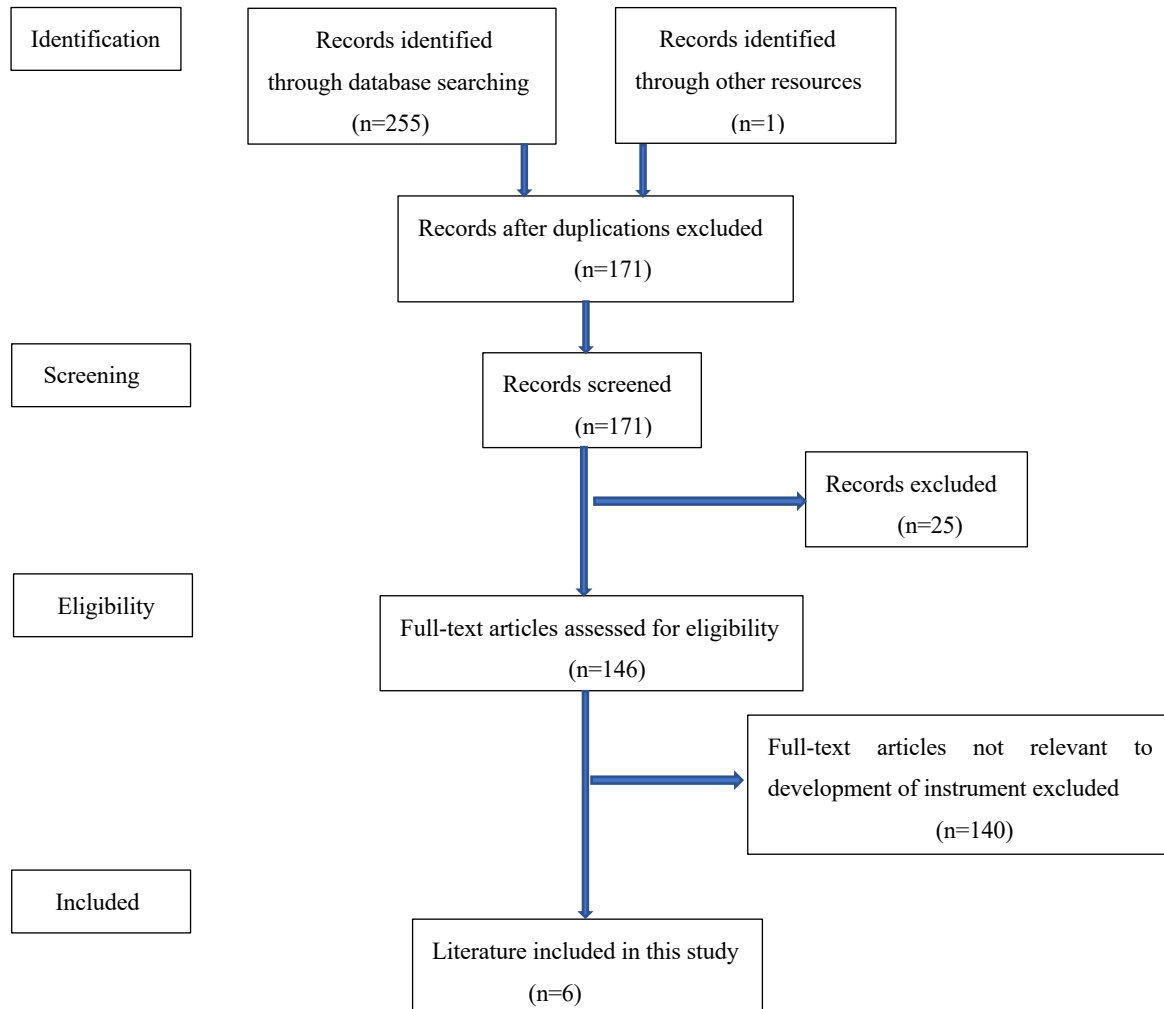 Identification
Records identified
through database searching
(n=255)
Records identified
through other resources
(n=1)
Records after duplications excluded
(n=171)
Screening
Records screened
(n=171)
Records excluded
(n=25)
Eligibility
Full-text articles assessed for eligibility
(n=146)
Full-text articles not relevant to
development of instrument excluded
(n=140)
Included
Literature included in this study
(n=6)